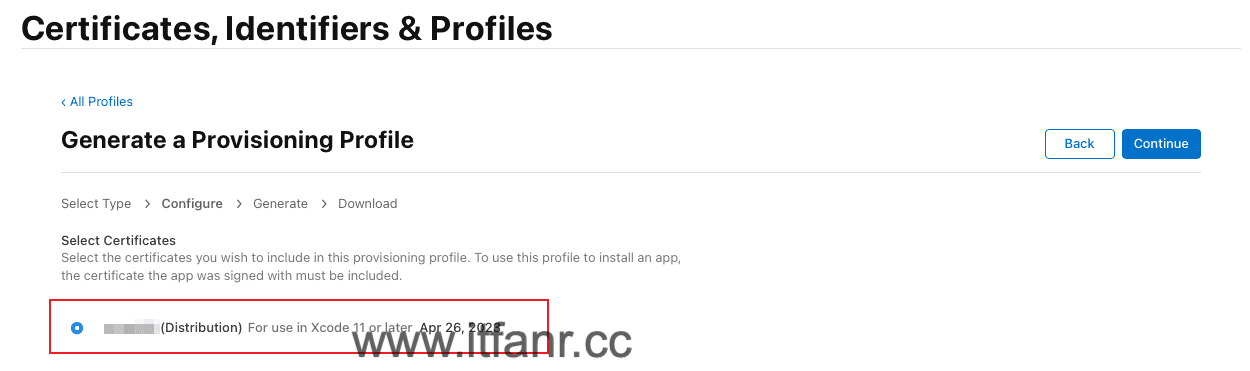 Certificates, Identifiers & Profiles
‹ All Profiles
Generate a Provisioning Profile
Back Continue
Select Type > Configure > Generate > Download
Select Certificates
Select the certificates you wish to include in this provisioning profile. To use this profile to install an app,
the certificate the app was signed with must be included.
(Distribution) For use in Xcode 11 or later Apr 26, 2023
www.itfanr.cc